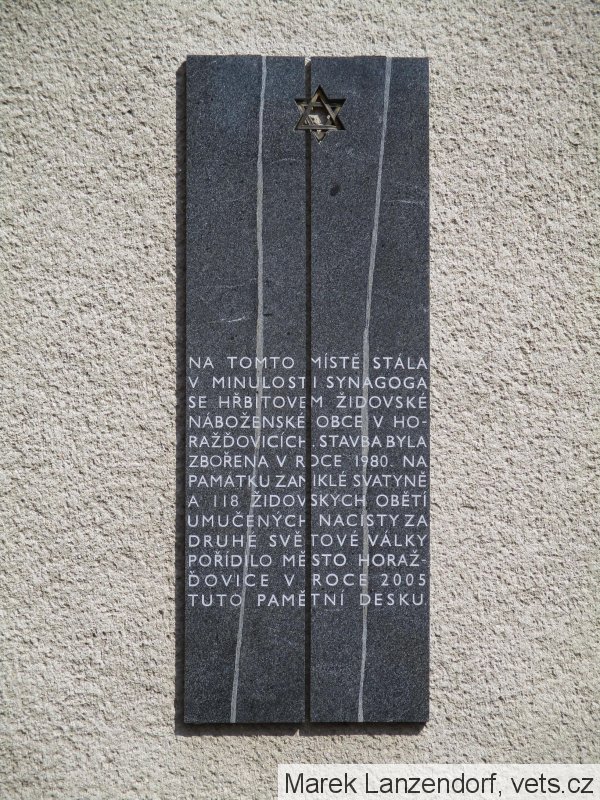 NA TOMTO MÍSTĚ STÁLA
V MINULOSTI SYNAGOGA
SE HŘBITOVEM ŽIDOVSKÉ
NÁBOŽENSKÉ OBCE V HO-
RAŽĎOVICÍCH. STAVBA BYLA
ZBOŘENA V ROCE 1980. NA
PAMÁTKU ZANIKLÉ SVATYNĚ
A 118 ŽIDOVSKÝCH OBĚTÍ
UMUČENÝCH NACISTY ZA
DRUHÉ SVĚTOVÉ VÁLKY
POŘÍDILO MĚSTO HORAŽ-
ĎOVICE V ROCE 2005
TUTO PAMĚTNÍ DESKU.
Marek Lanzendorf, vets.cz